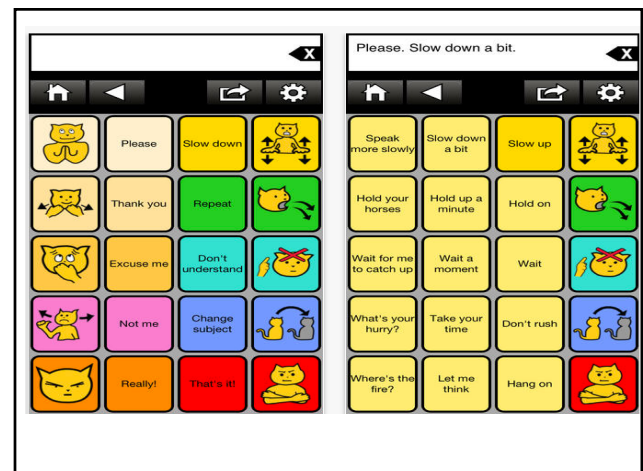 Please. Slow down a bit.
X
X
Please
Slow down
Thank you
Repeat
Excuse me
Don't
understand
Not me
Change
subject
Really!
That's it!
Speak
more slowly
Slow down
a bit
Slow up
Hold your
horses
Hold up a
minute
Hold on
Wait for me
to catch up
Wait a
moment
Wait
What's your
hurry?
Take your
time
Don't rush
Where's the
fire?
Let me
think
Hang on